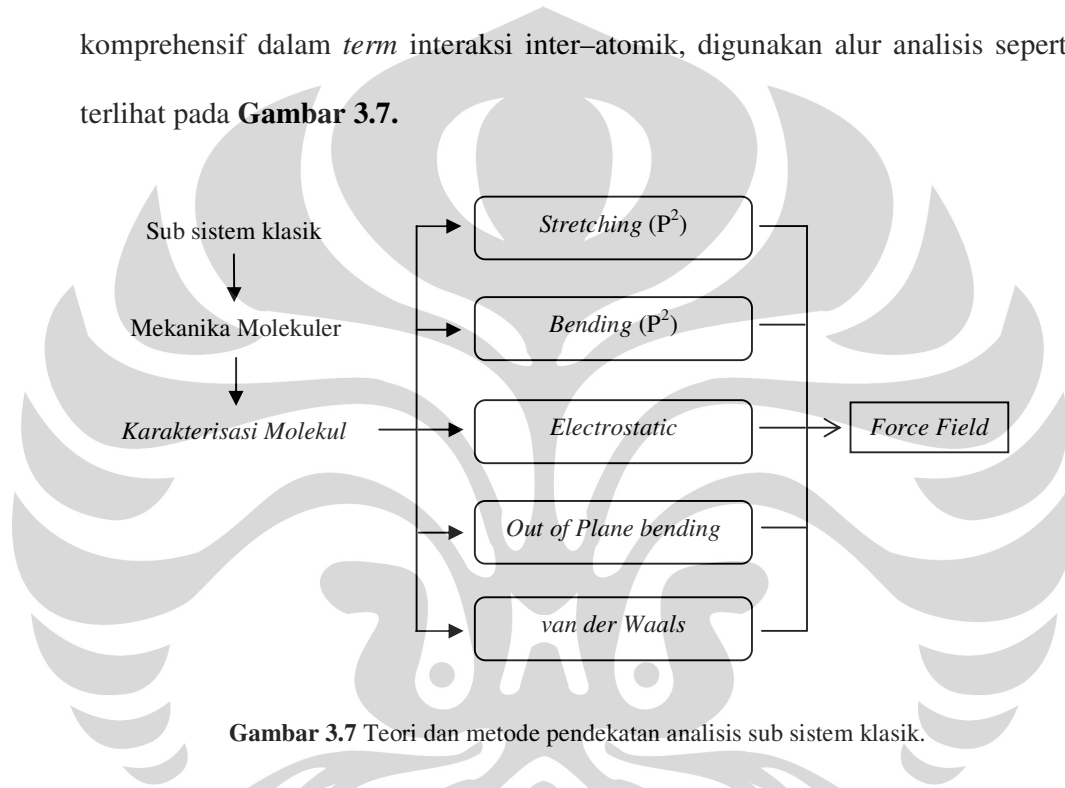 komprehensif dalam term interaksi inter–atomik, digunakan alur analisis sepert
terlihat pada Gambar 3.7.
Sub sistem klasik
Mekanika Molekuler
Karakterisasi Molekul
Stretching (P²)
Bending (P²)
Electrostatic
Out of Plane bending
van der Waals
Force Field
Gambar 3.7 Teori dan metode pendekatan analisis sub sistem klasik.